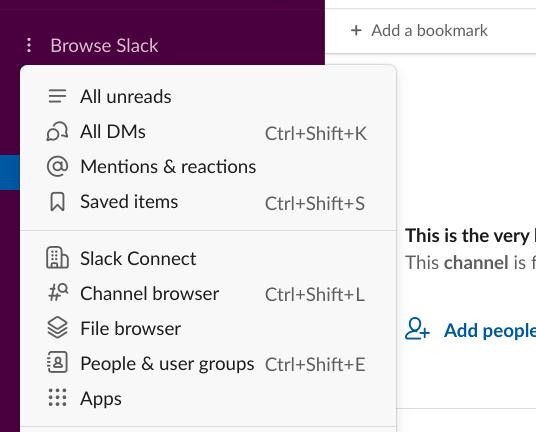 Browse Slack
+ Add a bookmark
All unreads
All DMs Ctrl+Shift+K
Mentions & reactions
Saved items Ctrl+Shift+S
This is the very
Slack Connect
This channel is
Channel browser Ctrl+Shift+L
File browser
Add people
People & user groups Ctrl+Shift+E
Apps